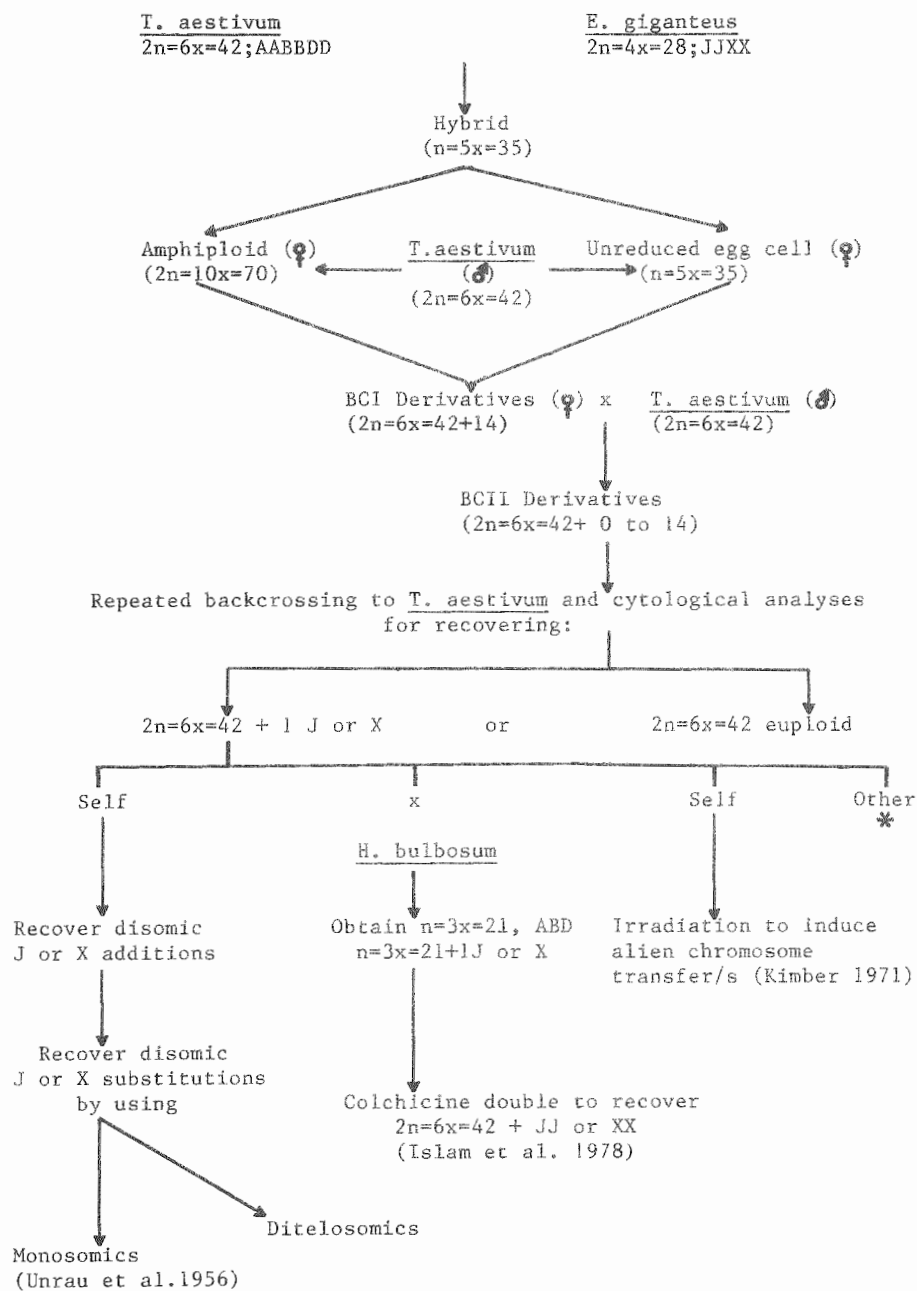 T. aestivum
2n=6x=42;AABBDD
E. giganteus
2n=4x=28;JJXX
Hybrid
(n=5x=35)
Amphiploid (♀)
(2n=10x=70)
T.aestivum
(♂)
(2n=6x=42)
Unreduced egg cell (♀)
(n=5x=35)
BCI Derivatives (♀) x T. aestivum (♂)
(2n=6x=42+14) (2n=6x=42)
BCII Derivatives
(2n=6x=42+ 0 to 14)
Repeated backcrossing to T. aestivum and cytological analyses
for recovering:
2n=6x=42 + 1 J or X or 2n=6x=42 euploid
Self x Self Other
*
H. bulbosum
Recover disomic
J or X additions
Obtain n=3x=21, ABD
n=3x=21+1J or X
Irradiation to induce
alien chromosome
transfer/s (Kimber 1971)
Recover disomic
J or X substitutions
by using
Colchicine double to recover
2n=6x=42 + JJ or XX
(Islam et al. 1978)
Ditelosomics
Monosomics
(Unrau et al.1956)